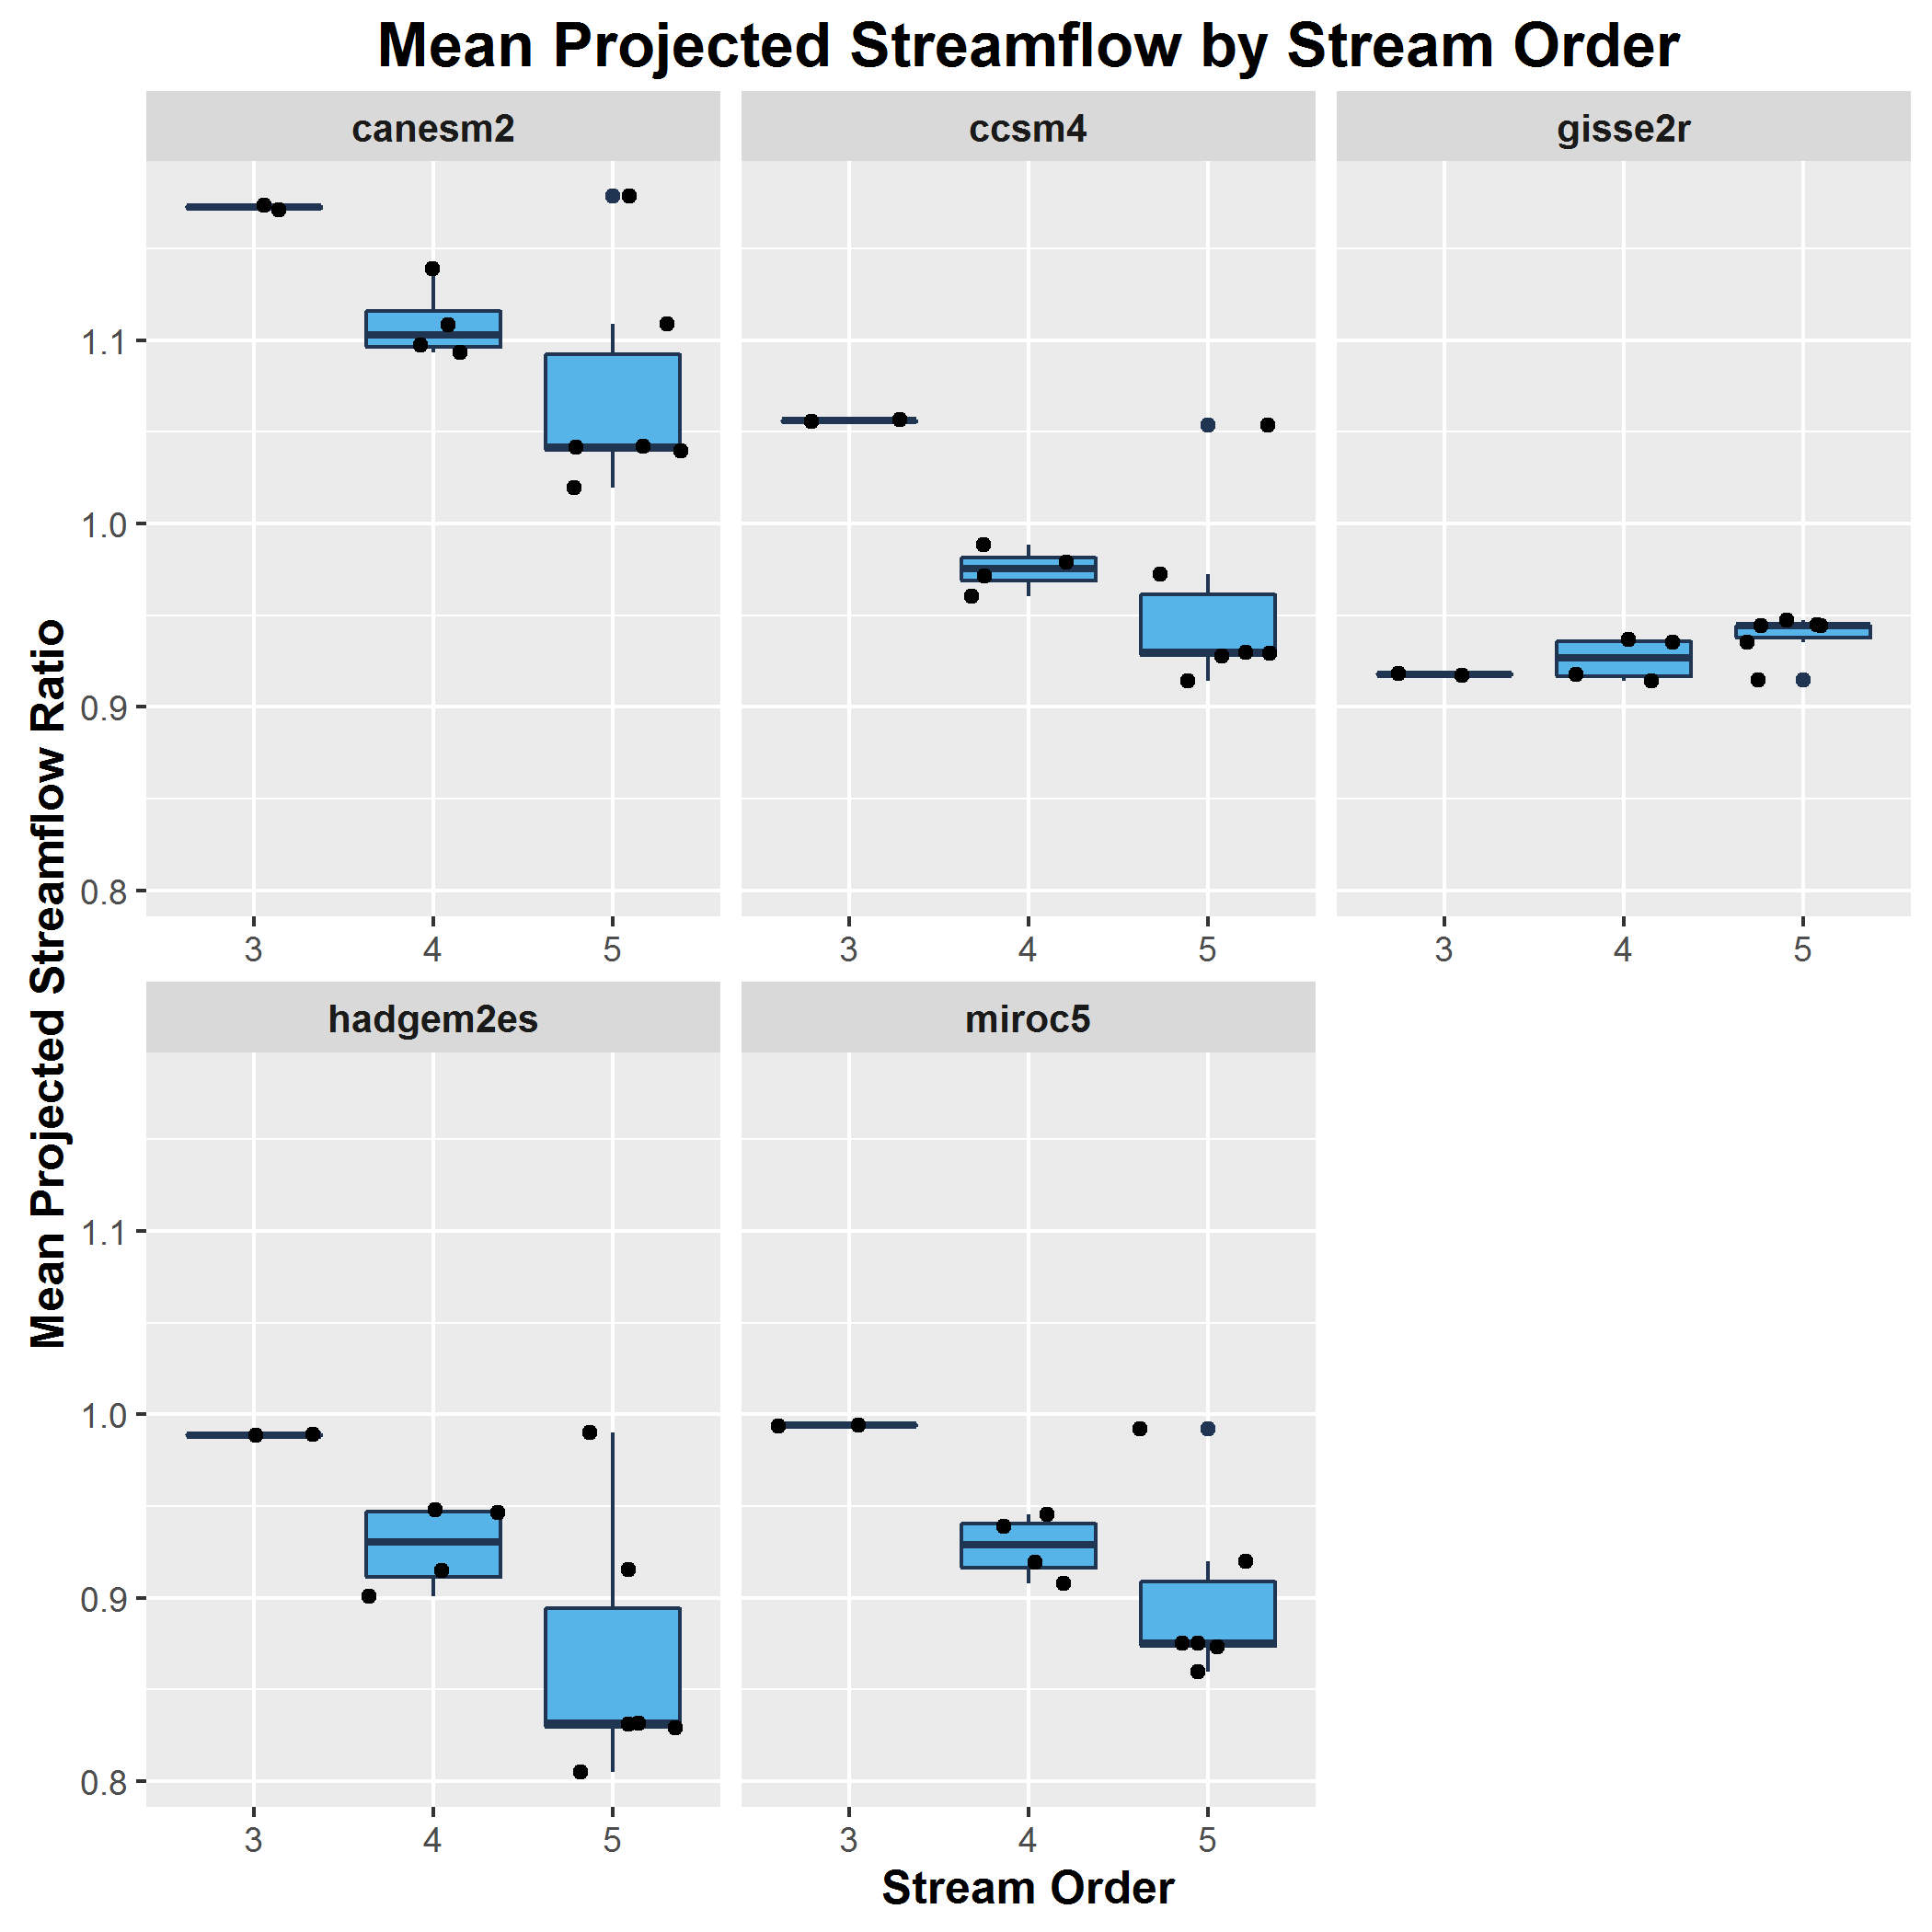 Mean Projected Streamflow by Stream Order
canesm2 ccsm4 gisse2r
1.1
1.0
0.9
0.8
3 4 5 3 4 5 3 4 5
Mean Projected Streamflow Ratio
hadgem2es miroc5
1.1
1.0
0.9
0.8
3 4 5 3 4 5
Stream Order